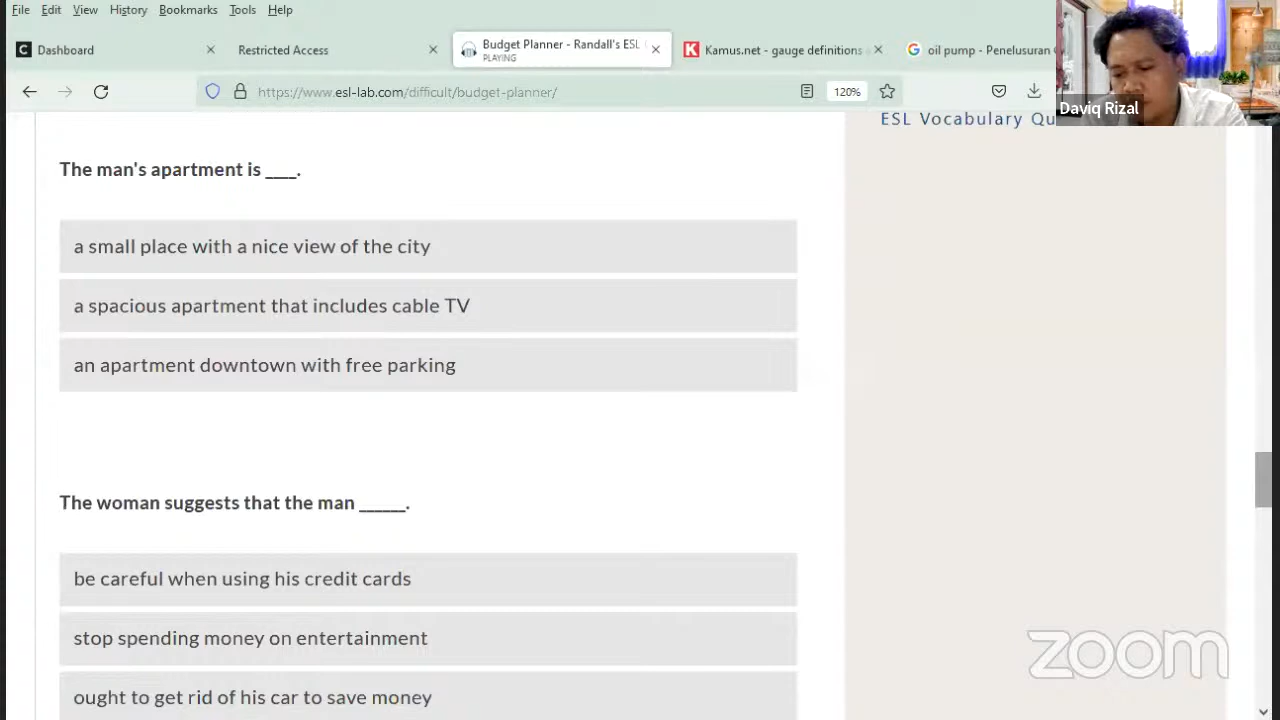 File Edit View History Bookmarks Tools Help
Dashboard
Restricted Access
Budget Planner - Randall's ESL
PLAYING
Kamus.net - gauge definitions
oil pump - Penelusuran
https://www.esl-lab.com/difficult/budget-planner/
120%
Daviq Rizal
ESL Vocabulary Qu
The man's apartment is ____.
a small place with a nice view of the city
a spacious apartment that includes cable TV
an apartment downtown with free parking
The woman suggests that the man ______.
be careful when using his credit cards
stop spending money on entertainment
ought to get rid of his car to save money
zoom